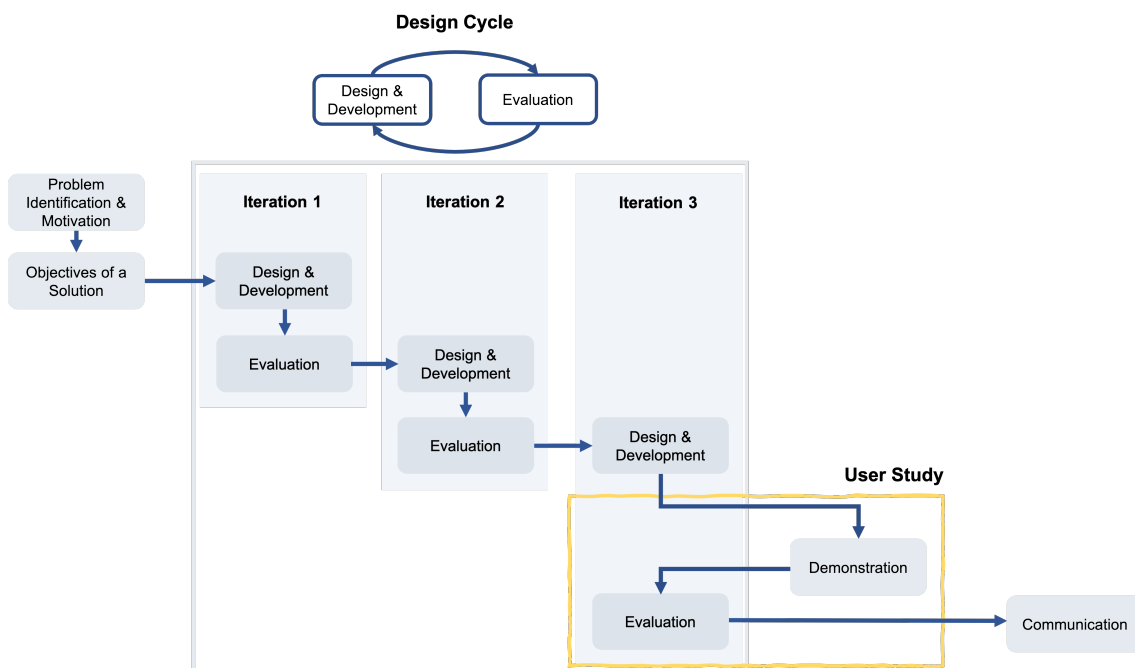 Design Cycle
Design &
Development
Evaluation
Problem
Identification &
Motivation
Objectives of a
Solution
Iteration 1
Design &
Development
Evaluation
Iteration 2
Design &
Development
Evaluation
Iteration 3
Design &
Development
User Study
Demonstration
Evaluation
Communication